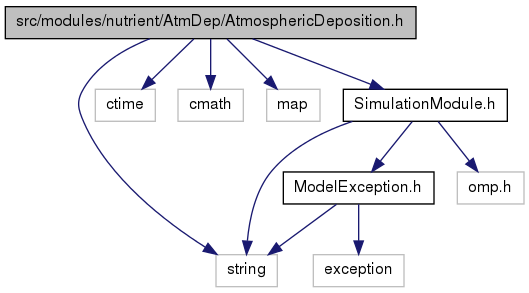 src/modules/nutrient/AtmDep/AtmosphericDeposition.h
ctime
cmath
map
SimulationModule.h
ModelException.h
omp.h
string
exception